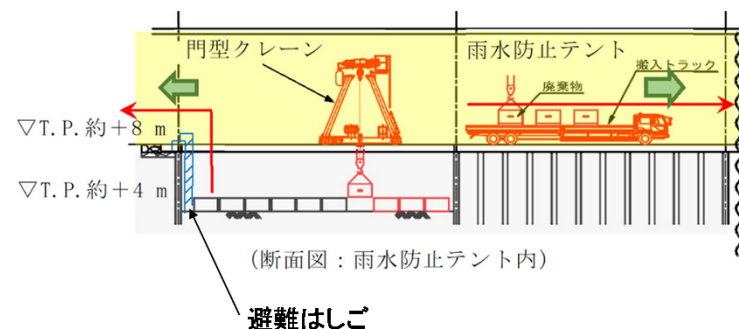 門型クレーン
雨水防止テント
搬入トラック
廃棄物
▽T.P.約+8 m
▽T.P.約+4 m
(断面図：雨水防止テント内)
避難はしご